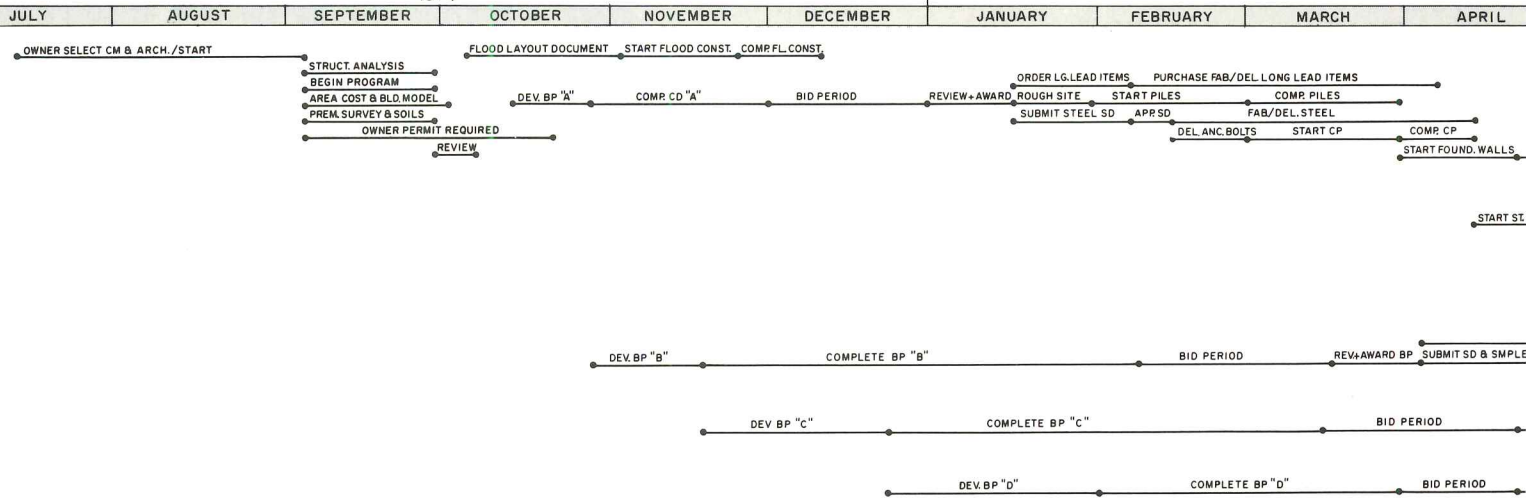 JULY AUGUST SEPTEMBER OCTOBER NOVEMBER DECEMBER JANUARY FEBRUARY MARCH APRIL
OWNER SELECT CM & ARCH./START FLOOD LAYOUT DOCUMENT START FLOOD CONST. COMP. FL. CONST.
STRUCT. ANALYSIS
BEGIN PROGRAM ORDER LG. LEAD ITEMS PURCHASE FAB/DEL. LONG LEAD ITEMS
AREA COST & BLD. MODEL DEV. BP "A" COMP. CD "A" BID PERIOD REVIEW+AWARD ROUGH SITE START PILES COMP. PILES
PREM. SURVEY & SOILS SUBMIT STEEL SD APP. SD FAB/DEL. STEEL
OWNER PERMIT REQUIRED DEL. ANC. BOLTS START CP COMP. CP
REVIEW START FOUND. WALLS
START ST.
DEV. BP "B" COMPLETE BP "B" BID PERIOD REV+AWARD BP SUBMIT SD & SMPLE
DEV BP "C" COMPLETE BP "C" BID PERIOD
DEV. BP "D" COMPLETE BP "D" BID PERIOD